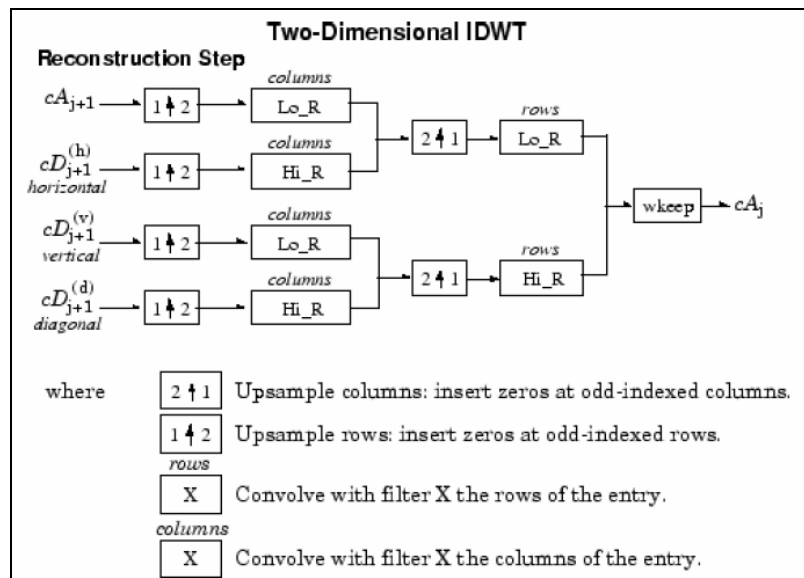 Two-Dimensional IDWT
Reconstruction Step
columns
cA j+1 1 2 Lo_R
rows
2 1 Lo_R
columns
cD (h) j+1 1 2 Hi_R
horizontal
wkeep cA j
columns
cD (v) j+1 1 2 Lo_R
vertical
rows
2 1 Hi_R
columns
cD (d) j+1 1 2 Hi_R
diagonal
where 2 1 Upsample columns: insert zeros at odd-indexed columns.
1 2 Upsample rows: insert zeros at odd-indexed rows.
rows
X Convolve with filter X the rows of the entry.
columns
X Convolve with filter X the columns of the entry.